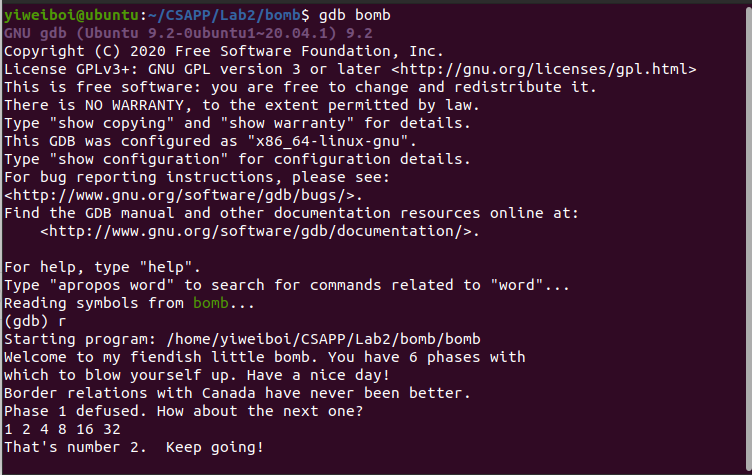 yiweiboi@ubuntu:~/CSAPP/Lab2/bomb$ gdb bomb
GNU gdb (Ubuntu 9.2-0ubuntu1~20.04.1) 9.2
Copyright (C) 2020 Free Software Foundation, Inc.
License GPLv3+: GNU GPL version 3 or later <http://gnu.org/licenses/gpl.html>
This is free software: you are free to change and redistribute it.
There is NO WARRANTY, to the extent permitted by law.
Type "show copying" and "show warranty" for details.
This GDB was configured as "x86_64-linux-gnu".
Type "show configuration" for configuration details.
For bug reporting instructions, please see:
<http://www.gnu.org/software/gdb/bugs/>.
Find the GDB manual and other documentation resources online at:
    <http://www.gnu.org/software/gdb/documentation/>.

For help, type "help".
Type "apropos word" to search for commands related to "word"...
Reading symbols from bomb...
(gdb) r
Starting program: /home/yiweiboi/CSAPP/Lab2/bomb/bomb
Welcome to my fiendish little bomb. You have 6 phases with
which to blow yourself up. Have a nice day!
Border relations with Canada have never been better.
Phase 1 defused. How about the next one?
1 2 4 8 16 32
That's number 2.  Keep going!